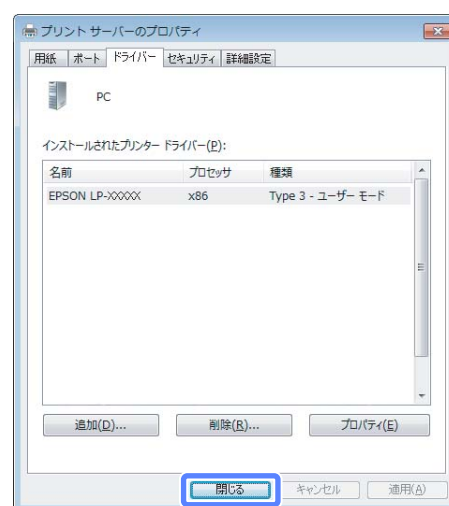 プリント サーバーのプロパティ
用紙 ポート ドライバー セキュリティ 詳細設定
PC
インストールされたプリンター ドライバー(P):
名前 プロセッサ 種類
EPSON LP-XXXXX x86 Type 3 - ユーザー モード
追加(D)... 削除(R)... プロパティ(E)
閉じる キャンセル 適用(A)